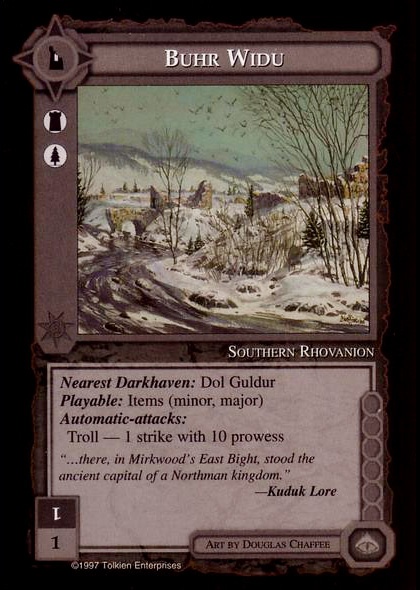 BUHR WIDU
SOUTHERN RHOVANION
Nearest Darkhaven: Dol Guldur
Playable: Items (minor, major)
Automatic-attacks:
Troll — 1 strike with 10 prowess
“...there, in Mirkwood's East Bight, stood the
ancient capital of a Northman kingdom.”
—Kuduk Lore
1
1
ART BY DOUGLAS CHAFFEE
©1997 Tolkien Enterprises